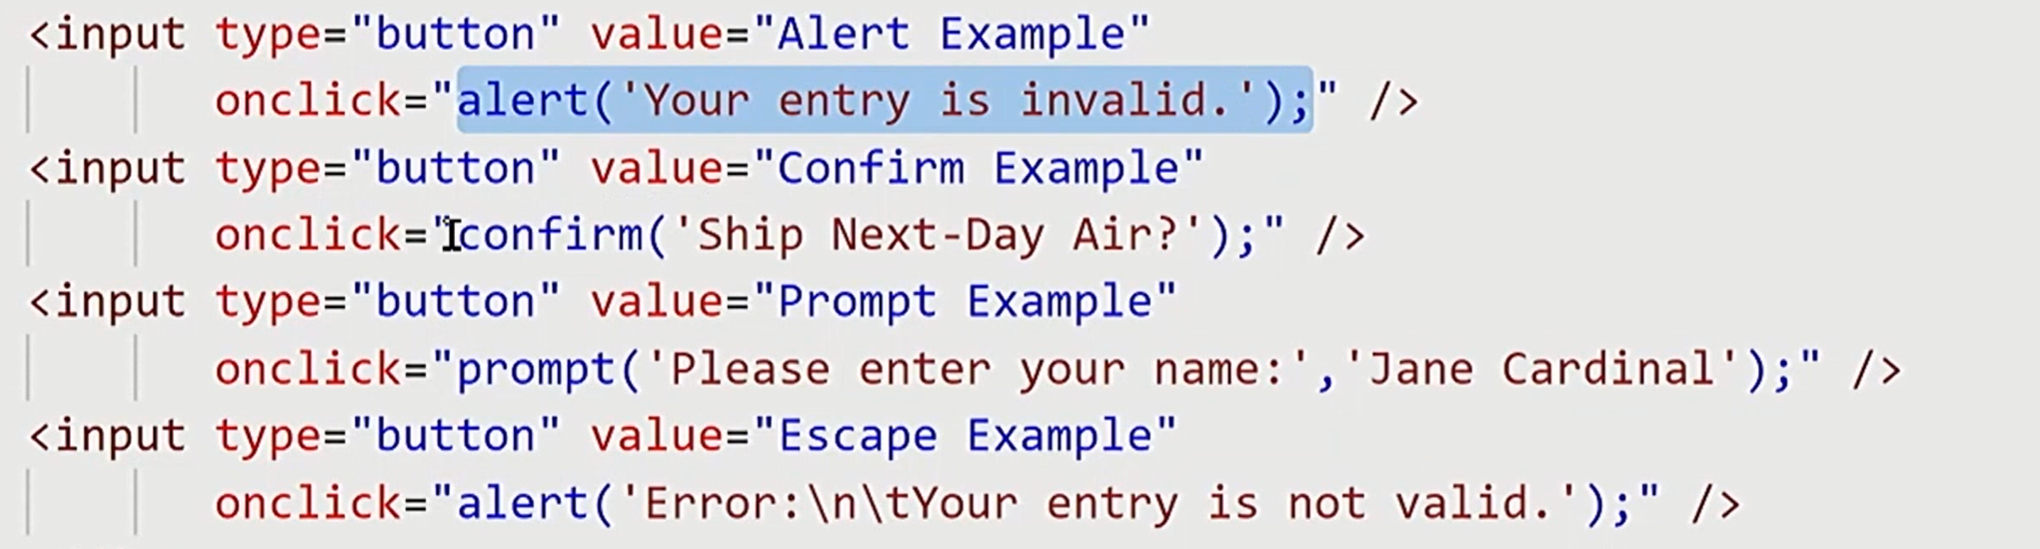 <input type="button" value="Alert Example"
onclick="alert('Your entry is invalid.');" />
<input type="button" value="Confirm Example"
onclick="confirm('Ship Next-Day Air?');" />
<input type="button" value="Prompt Example"
onclick="prompt('Please enter your name:','Jane Cardinal');" />
<input type="button" value="Escape Example"
onclick="alert('Error:\n\tYour entry is not valid.');" />